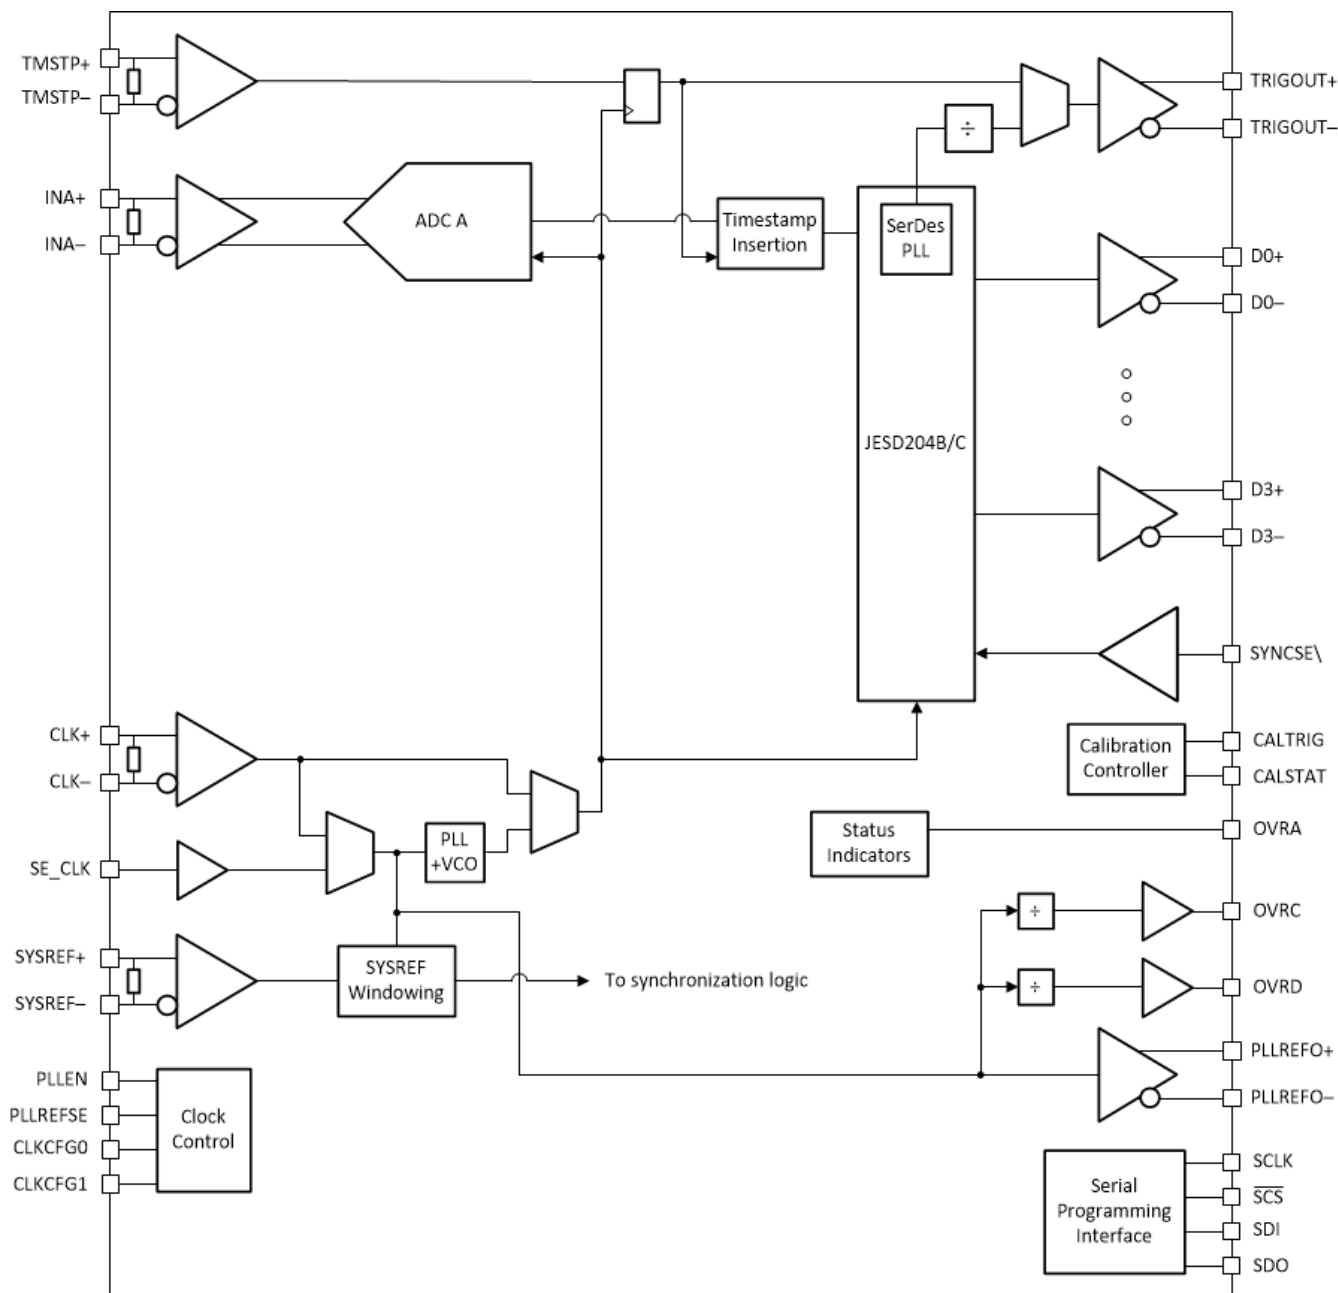 TMSTP+
TMSTP–
TRIGOUT+
TRIGOUT–
÷
INA+
INA–
ADC A
Timestamp
Insertion
SerDes
PLL
D0+
D0–
JESD204B/C
D3+
D3–
SYNCSE\
CLK+
CLK–
Calibration
Controller
CALTRIG
CALSTAT
SE_CLK
PLL
+VCO
Status
Indicators
OVRA
÷
OVRC
SYSREF+
SYSREF–
SYSREF
Windowing
To synchronization logic
÷
OVRD
PLLREFO+
PLLREFO–
PLLEN
PLLREFSE
CLKCFG0
CLKCFG1
Clock
Control
Serial
Programming
Interface
SCLK
S̅C̅S̅
SDI
SDO